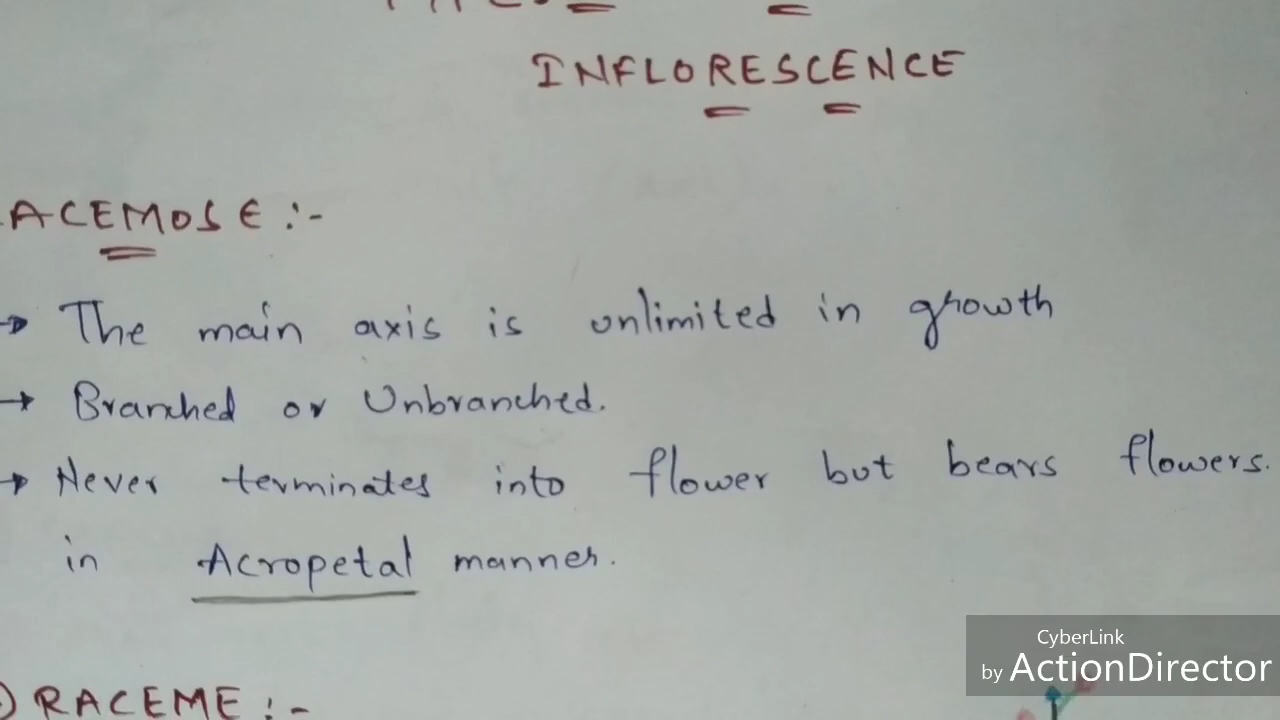 INFLORESCENCE
ACEMOSE :-
→ The main axis is unlimited in growth
→ Branched or Unbranched.
→ Never terminates into flower but bears flowers.
in Acropetal manner.
) RACEME :-
CyberLink
by ActionDirector